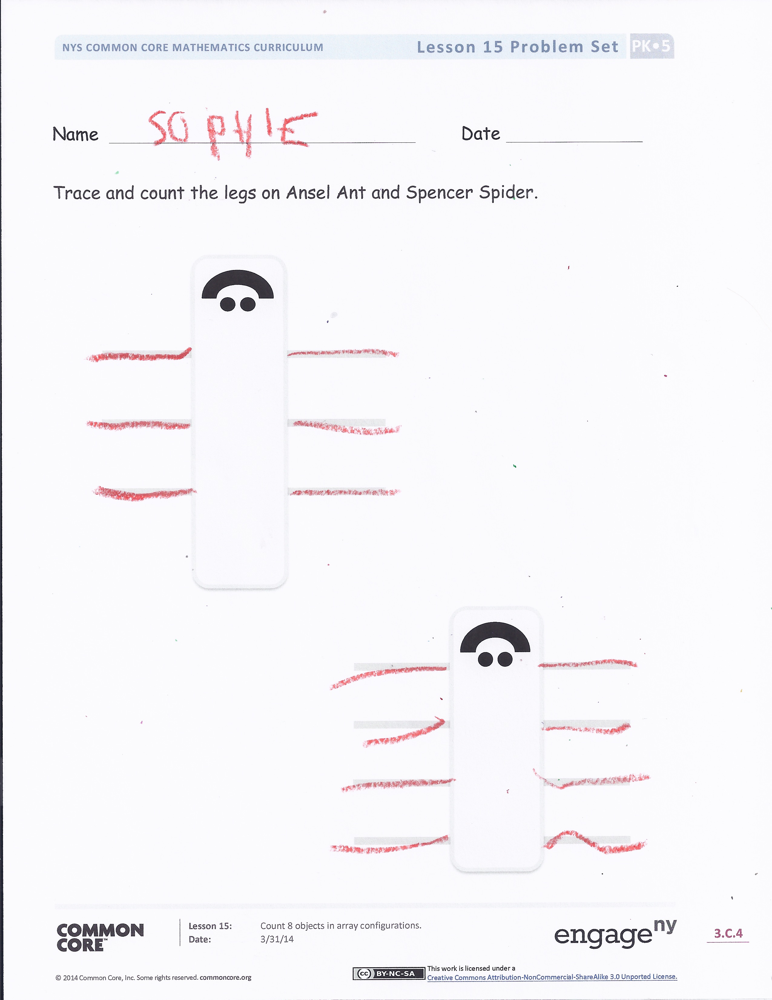 NYS COMMON CORE MATHEMATICS CURRICULUM Lesson 15 Problem Set PK•5
Name SOPHIE Date
Trace and count the legs on Ansel Ant and Spencer Spider.
COMMON CORE™
Lesson 15: Count 8 objects in array configurations.
Date: 3/31/14
engage ny
3.C.4
© 2014 Common Core, Inc. Some rights reserved. commoncore.org
cc BY-NC-SA
This work is licensed under a
Creative Commons Attribution-NonCommercial-ShareAlike 3.0 Unported License.